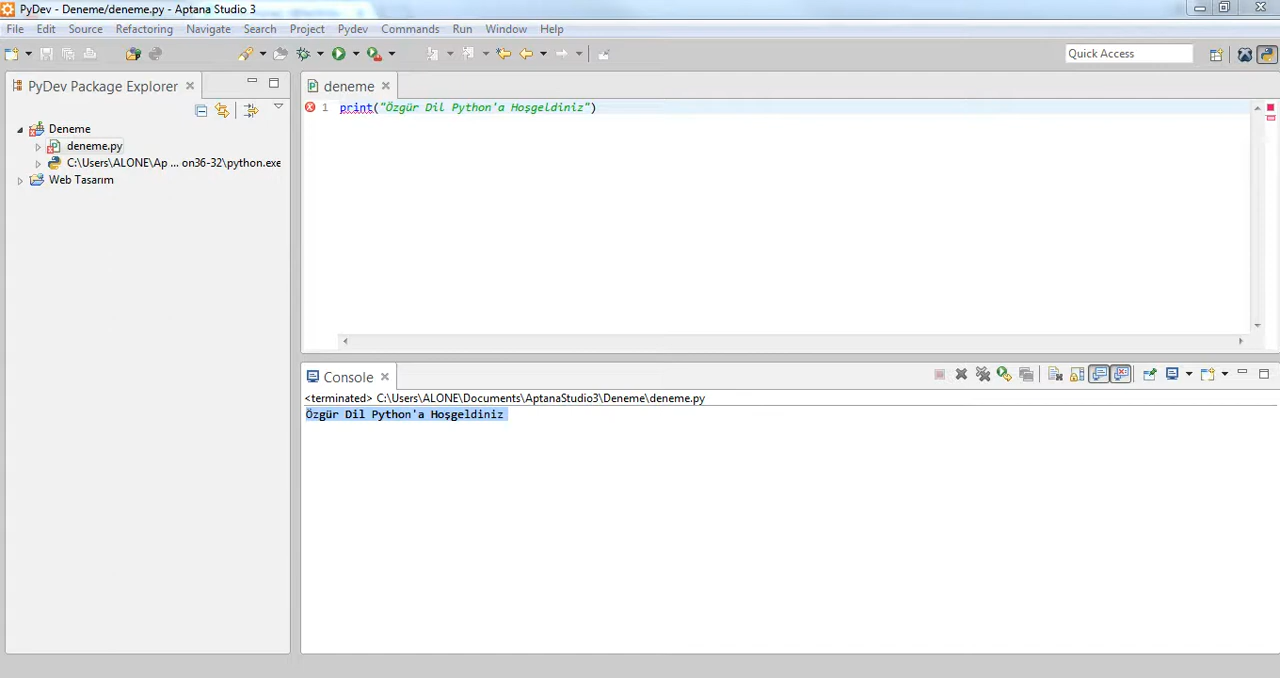 PyDev - Deneme/deneme.py - Aptana Studio 3
File Edit Source Refactoring Navigate Search Project Pydev Commands Run Window Help
Quick Access
PyDev Package Explorer
deneme
1 print("Özgür Dil Python'a Hoşgeldiniz")
Deneme
deneme.py
C:\Users\ALONE\Ap ... on36-32\python.exe
Web Tasarım
Console
<terminated> C:\Users\ALONE\Documents\AptanaStudio3\Deneme\deneme.py
Özgür Dil Python'a Hoşgeldiniz